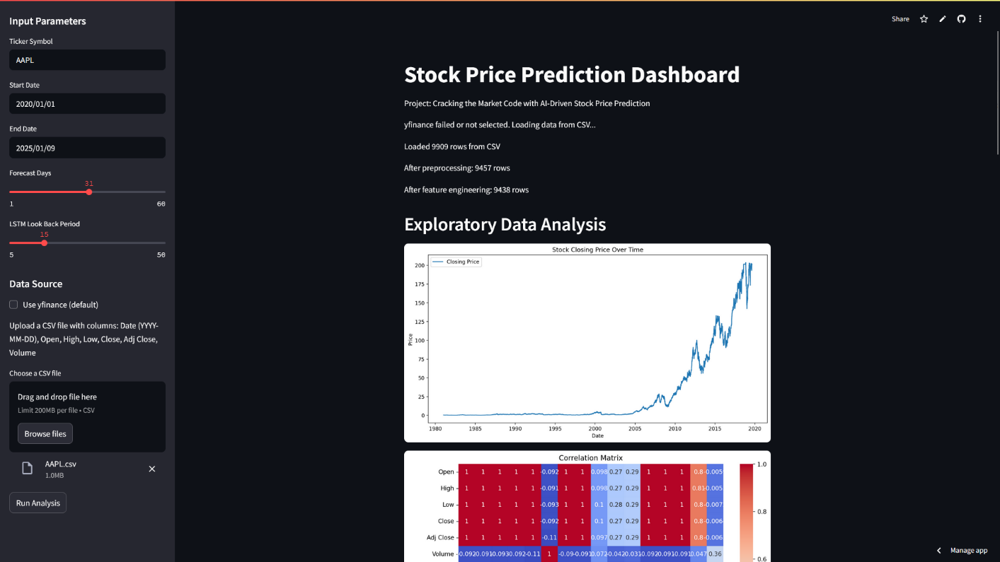 Input Parameters
Ticker Symbol
AAPL
Start Date
2020/01/01
End Date
2025/01/09
Forecast Days
31
1 60
LSTM Look Back Period
15
5 50
Data Source
Use yfinance (default)
Upload a CSV file with columns: Date (YYYY-
MM-DD), Open, High, Low, Close, Adj Close,
Volume
Choose a CSV file
Drag and drop file here
Limit 200MB per file • CSV
Browse files
AAPL.csv
1.0MB
Run Analysis
Share
Stock Price Prediction Dashboard
Project: Cracking the Market Code with AI-Driven Stock Price Prediction
yfinance failed or not selected. Loading data from CSV...
Loaded 9909 rows from CSV
After preprocessing: 9457 rows
After feature engineering: 9438 rows
Exploratory Data Analysis
Stock Closing Price Over Time
Closing Price
200
175
150
125
100
75
50
25
0
Price
1980 1985 1990 1995 2000 2005 2010 2015 2020
Date
Correlation Matrix
Open 1 1 1 1 1 -0.092 1 1 0.098 0.27 0.29 1 1 1 0.8 -0.005
High 1 1 1 1 1 -0.091 1 1 0.098 0.27 0.29 1 1 1 0.81 -0.005
Low 1 1 1 1 1 -0.093 1 1 0.1 0.28 0.29 1 1 1 0.8 -0.007
Close 1 1 1 1 1 -0.092 1 1 0.1 0.27 0.29 1 1 1 0.8 -0.006
Adj Close 1 1 1 1 1 -0.11 1 1 0.097 0.27 0.29 1 1 1 0.8 -0.006
Volume -0.092 0.091 0.093 0.092 -0.11 1 -0.09 -0.091 0.072 -0.042 0.031 0.092 0.091 0.091 0.047 0.36
1.0
0.8
0.6
Manage app